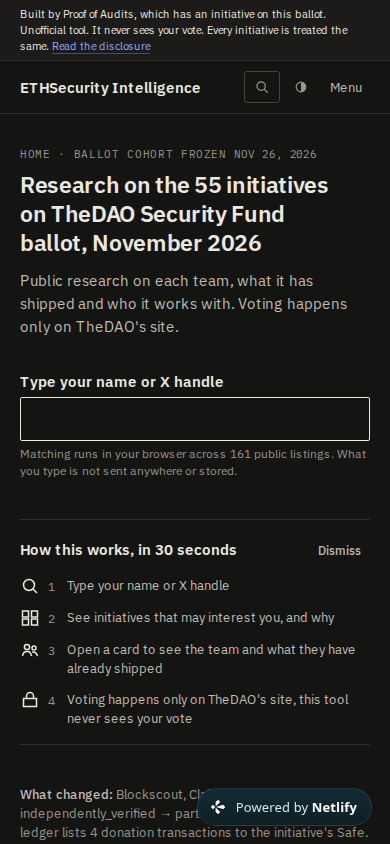 Built by Proof of Audits, which has an initiative on this ballot.
Unofficial tool. It never sees your vote. Every initiative is treated the
same. Read the disclosure
ETHSecurity Intelligence
Menu
HOME · BALLOT COHORT FROZEN NOV 26, 2026
Research on the 55 initiatives
on TheDAO Security Fund
ballot, November 2026
Public research on each team, what it has
shipped and who it works with. Voting happens
only on TheDAO's site.
Type your name or X handle
Matching runs in your browser across 161 public listings. What
you type is not sent anywhere or stored.
How this works, in 30 seconds
Dismiss
1 Type your name or X handle
2 See initiatives that may interest you, and why
3 Open a card to see the team and what they have
already shipped
4 Voting happens only on TheDAO's site, this tool
never sees your vote
What changed: Blockscout,
independently_verified →
ledger lists 4 donation transactions to the initiative's Safe.
Powered by Netlify